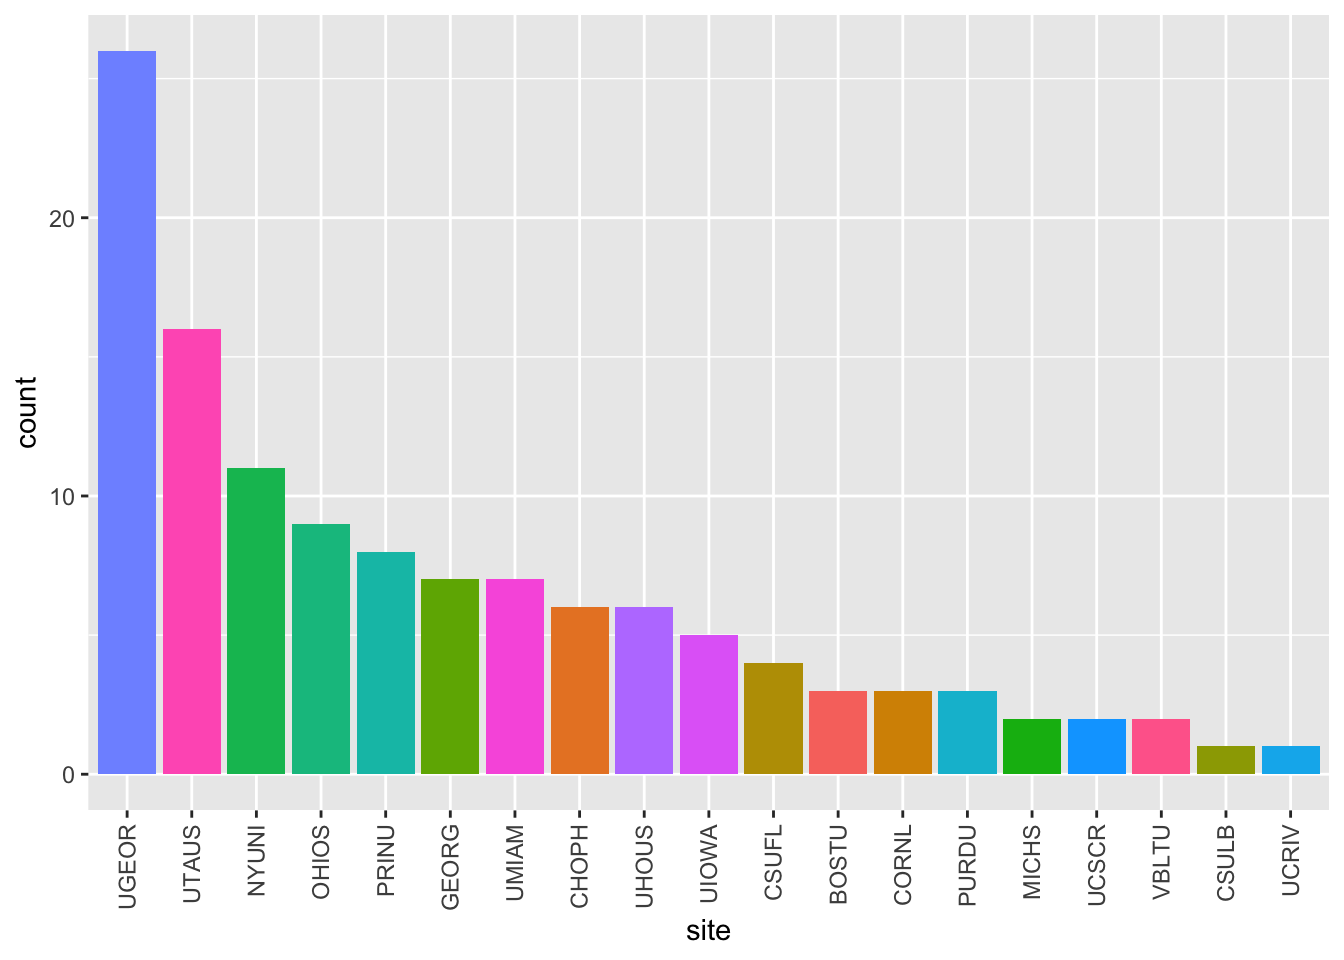 count
20
10
0
UGEOR
UTAUS
NYUNI
OHIOS
PRINU
GEORG
UMIAM
CHOPH
UHOUS
UIOWA
CSUFL
BOSTU
CORNL
PURDU
MICHS
UCSCR
VBLTU
CSULB
UCRIV
site